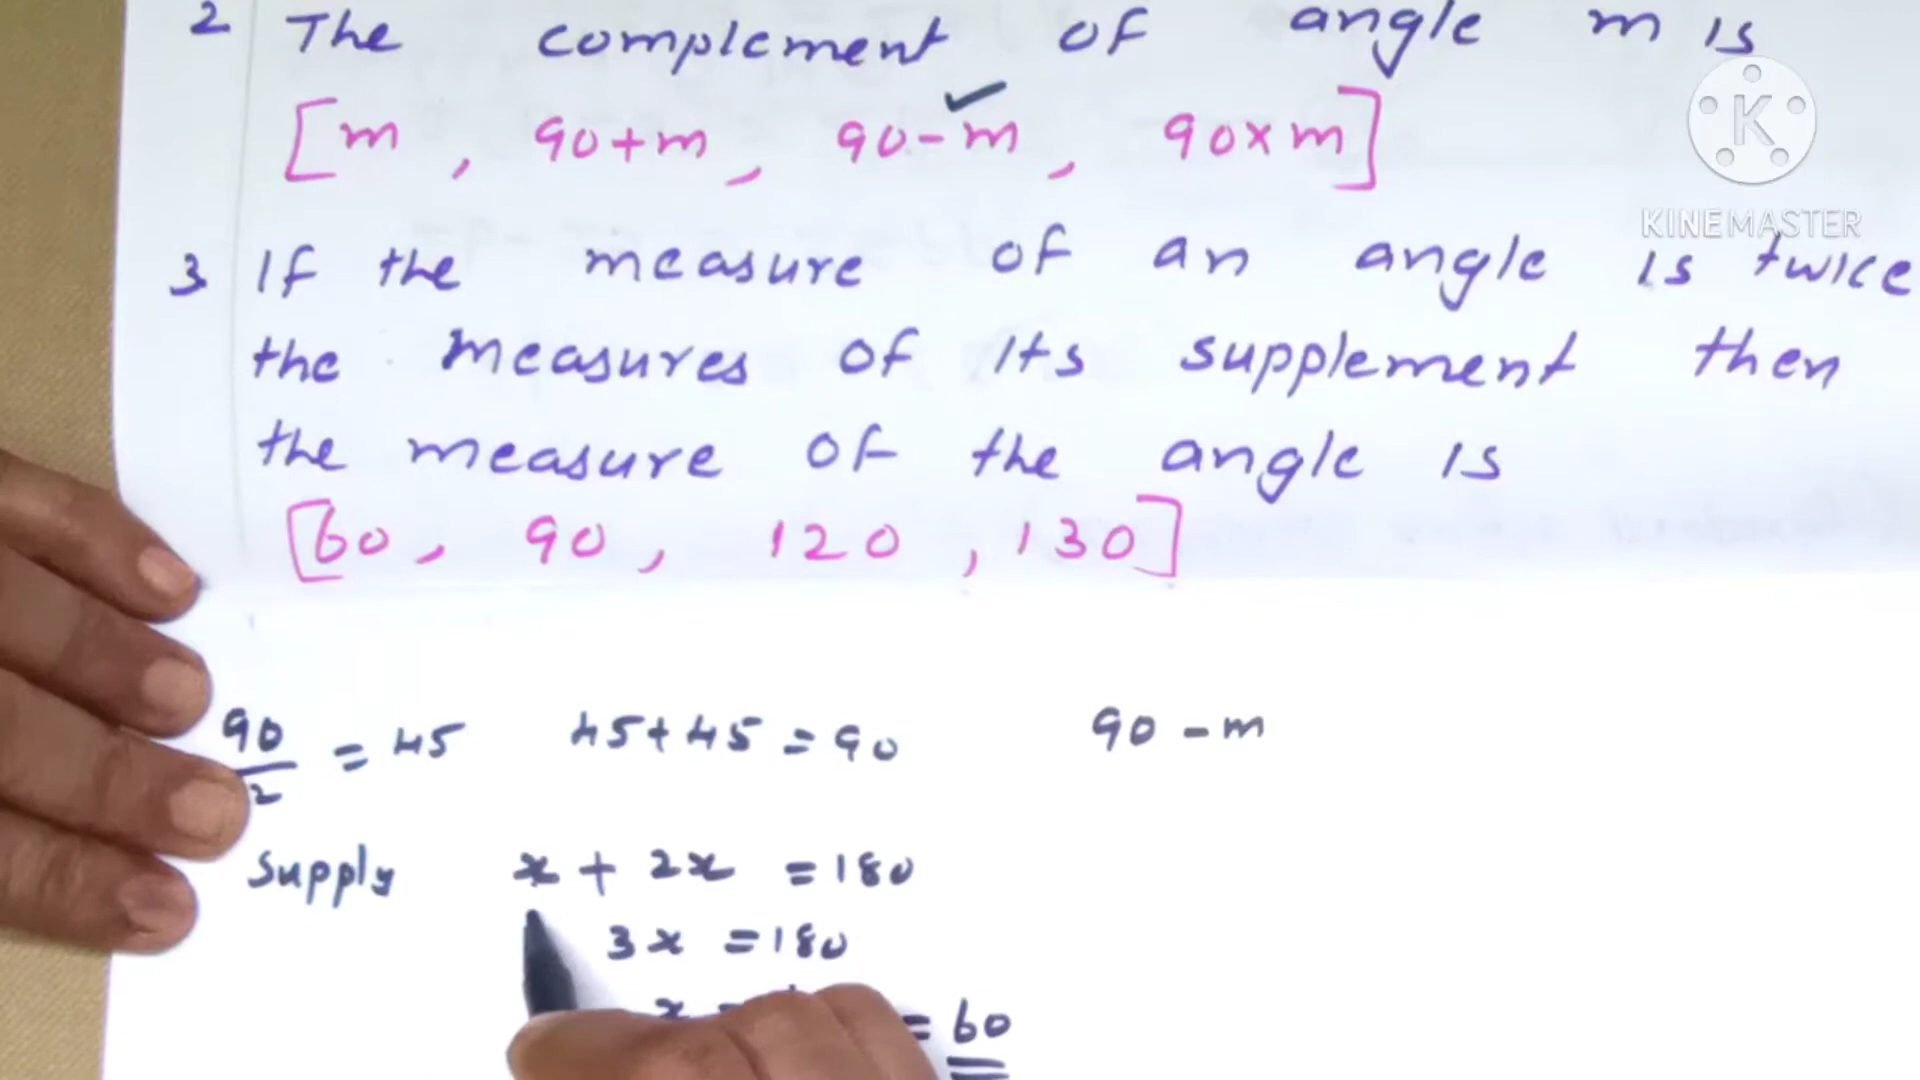 2 The complement of angle m is
[m, 90+m, 90-m, 90×m]
KINEMASTER
3 If the measure of an angle is twice
the measures of its supplement then
the measure of the angle is
[60, 90, 120, 130]
90/2 = 45 45+45=90 90-m
Supply x + 2x = 180
3x = 180
x = 60